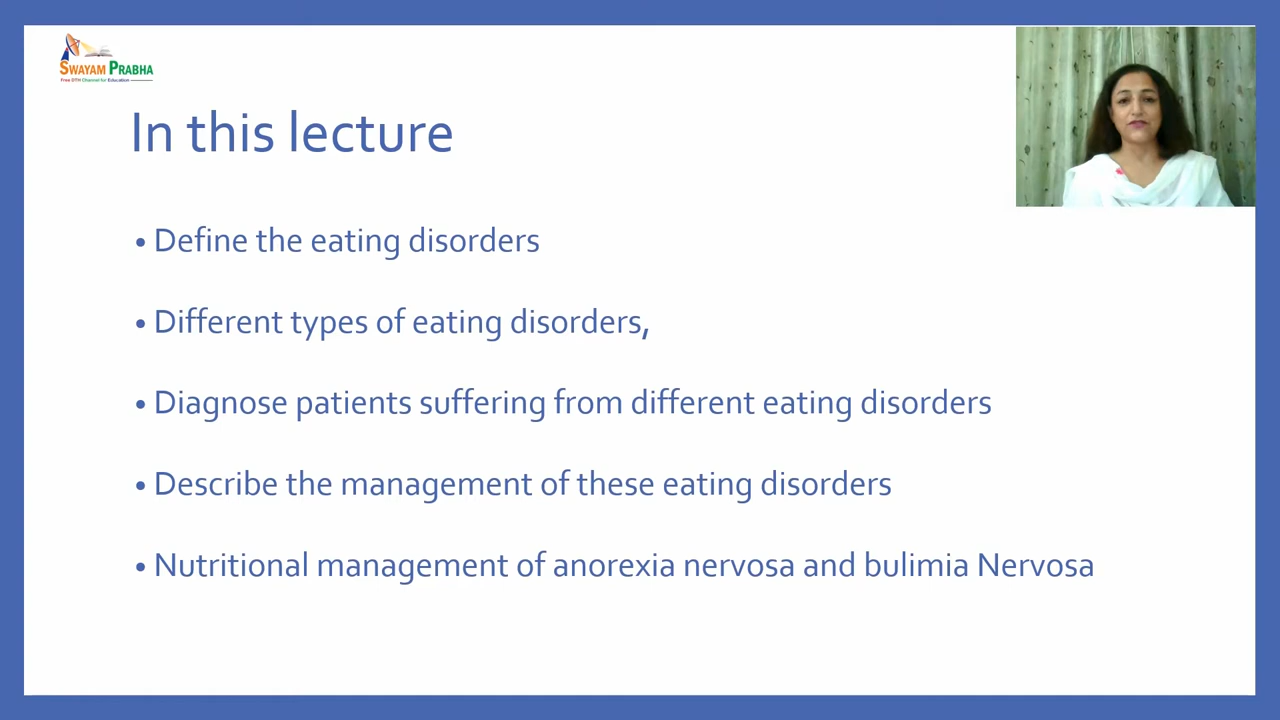 SWAYAM PRABHA
Free DTH Channel for Education
In this lecture
• Define the eating disorders
• Different types of eating disorders,
• Diagnose patients suffering from different eating disorders
• Describe the management of these eating disorders
• Nutritional management of anorexia nervosa and bulimia Nervosa